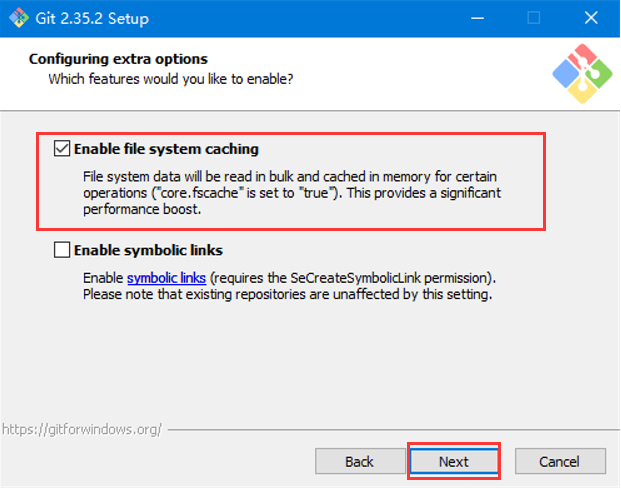 Git 2.35.2 Setup
Configuring extra options
Which features would you like to enable?
Enable file system caching
File system data will be read in bulk and cached in memory for certain
operations ("core.fscache" is set to "true"). This provides a significant
performance boost.
Enable symbolic links
Enable symbolic links (requires the SeCreateSymbolicLink permission).
Please note that existing repositories are unaffected by this setting.
https://gitforwindows.org/
Back
Next
Cancel